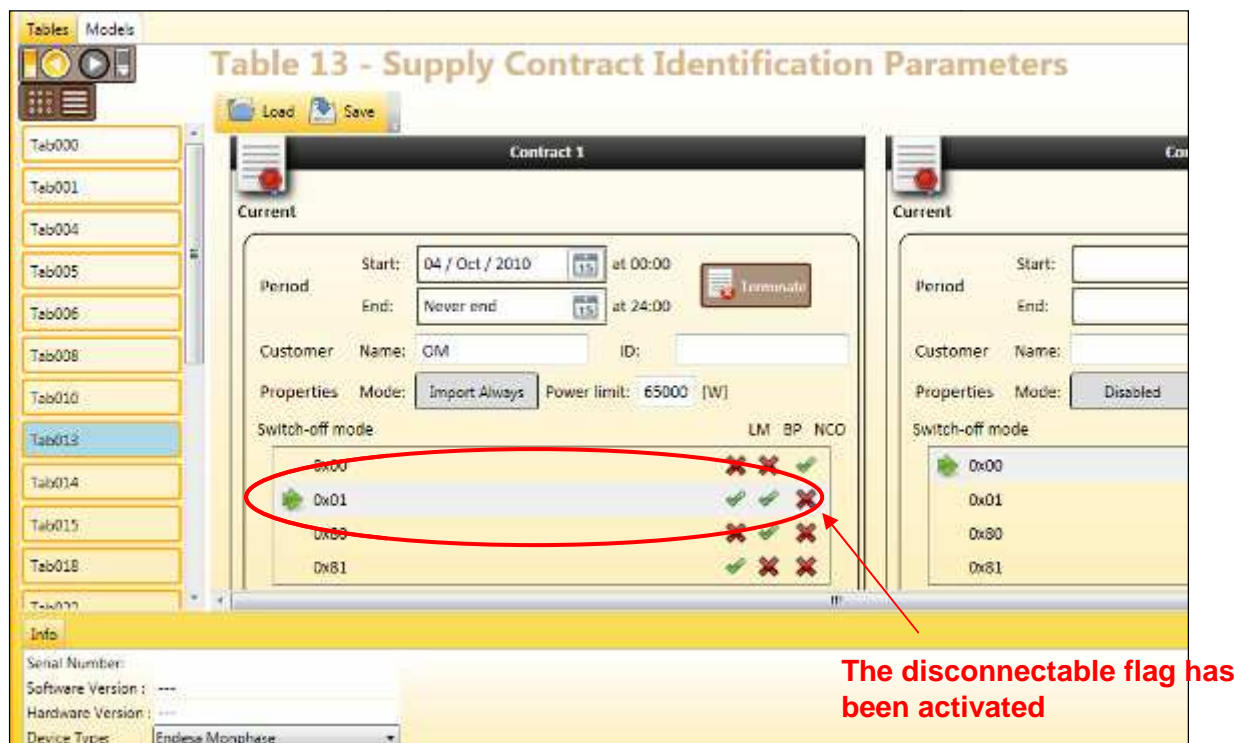 Tables Models
Table 13 - Supply Contract Identification Parameters
Load Save
Tab000
Tab001
Tab004
Tab005
Tab006
Tab008
Tab010
Tab013
Tab014
Tab015
Tab018
Contract 1
Current
Period
Start: 04 / Oct / 2010 15 at 00:00
End: Never end 15 at 24:00
Terminate
Customer Name: OM ID:
Properties Mode: Import Always Power limit: 65000 [W]
Switch-off mode LM BP NCO
0x00
0x01
0x80
0x81
Current
Period
Start:
End:
Customer Name:
Properties Mode: Disabled
Switch-off mode
0x00
0x01
0x80
0x81
Info
Serial Number:
Software Version : ---
Hardware Version : ---
Device Type: Endesa Monphase
The disconnectable flag has
been activated